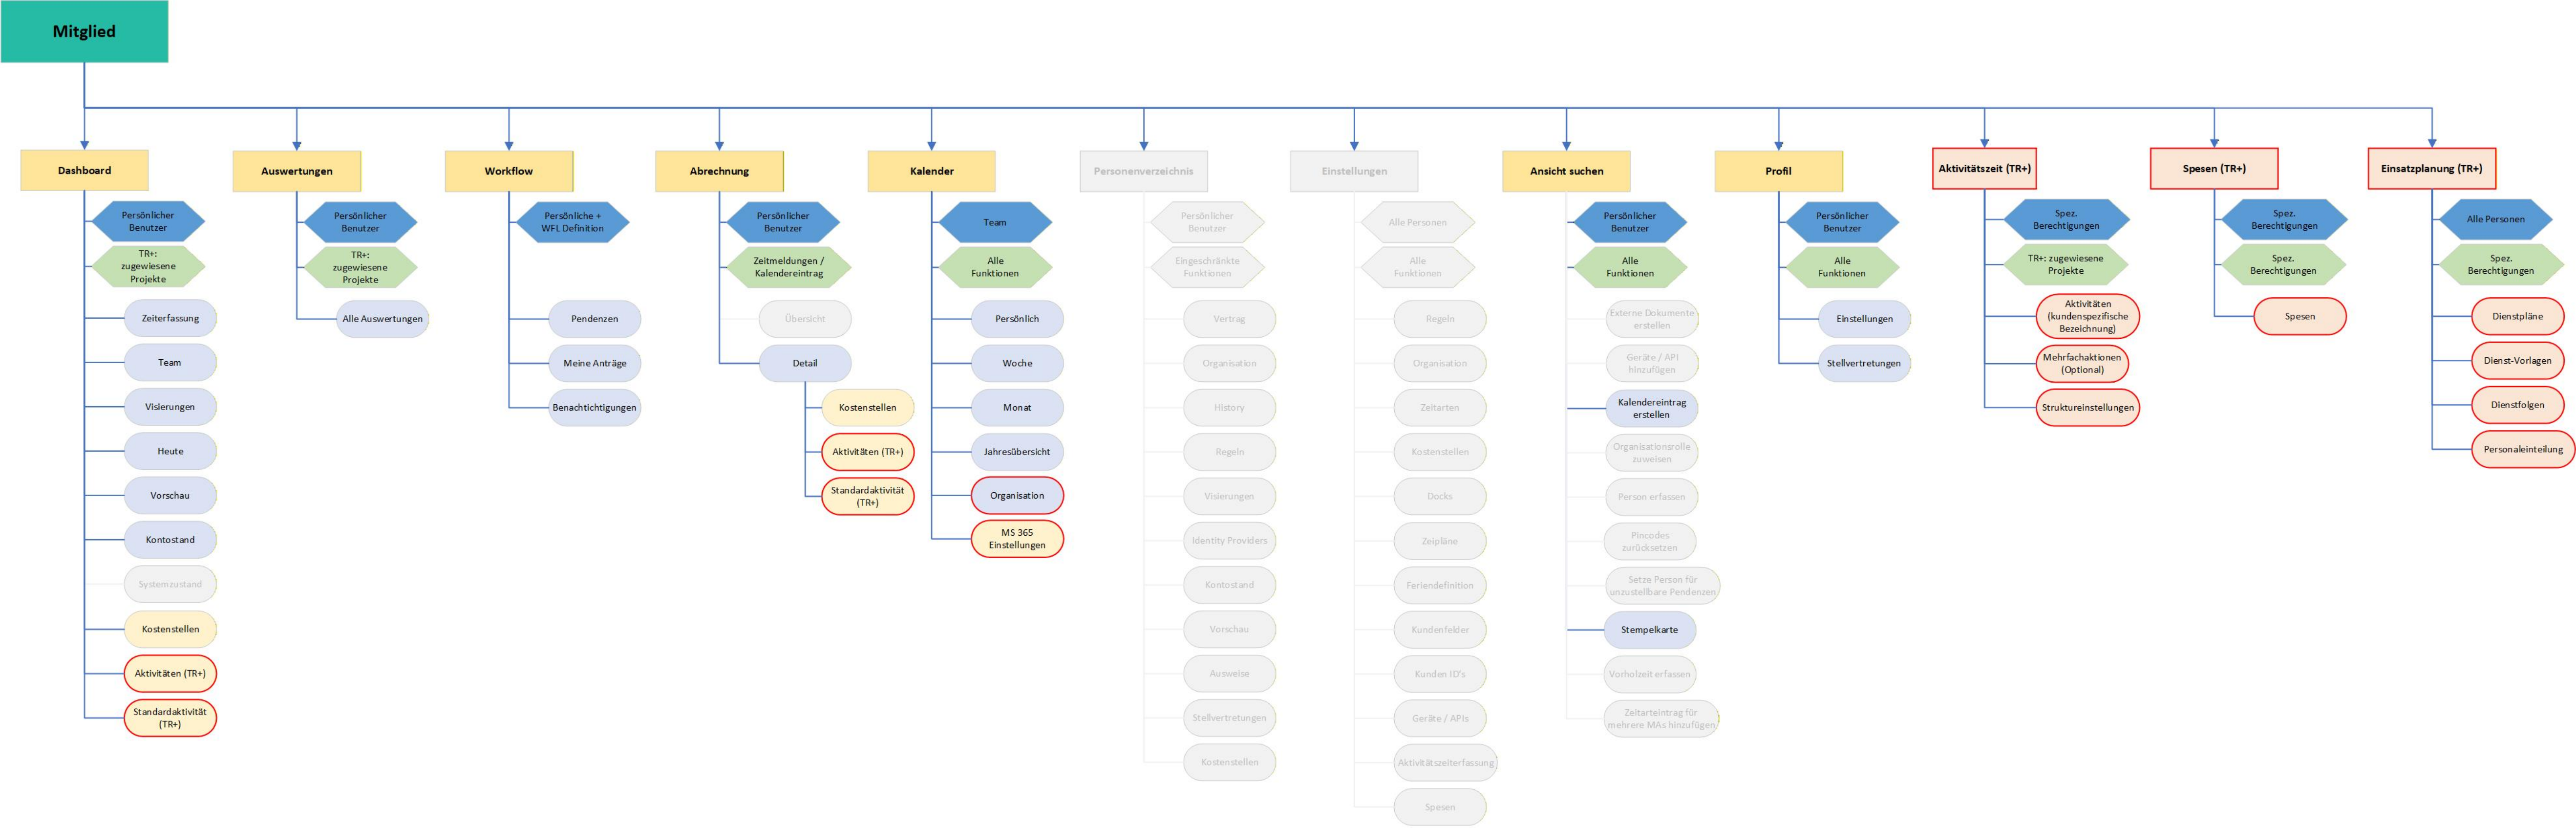 Mitglied
Dashboard
Persönlicher
Benutzer
TR+:
zugewiesene
Projekte
Zeiterfassung
Team
Visierungen
Heute
Vorschau
Kontostand
Systemzustand
Kostenstellen
Aktivitäten (TR+)
Standardaktivität
(TR+)
Auswertungen
Persönlicher
Benutzer
TR+:
zugewiesene
Projekte
Alle Auswertungen
Workflow
Persönliche +
WFL Definition
Pendenzen
Meine Anträge
Benachtichtigungen
Abrechnung
Persönlicher
Benutzer
Zeitmeldungen /
Kalendereintrag
Übersicht
Detail
Kostenstellen
Aktivitäten (TR+)
Standardaktivität
(TR+)
Kalender
Team
Alle
Funktionen
Persönlich
Woche
Monat
Jahresübersicht
Organisation
MS 365
Einstellungen
Personenverzeichnis
Persönlicher
Benutzer
Eingeschränkte
Funktionen
Vertrag
Organisation
History
Regeln
Visierungen
Identity Providers
Kontostand
Vorschau
Ausweise
Stellvertretungen
Kostenstellen
Einstellungen
Alle Personen
Alle
Funktionen
Regeln
Organisation
Zeitarten
Kostenstellen
Docks
Zeipläne
Feriendefinition
Kundenfelder
Kunden ID's
Geräte / APIs
Aktivitätszeiterfassung
Spesen
Ansicht suchen
Persönlicher
Benutzer
Alle
Funktionen
Externe Dokumente
erstellen
Geräte / API
hinzufügen
Kalendereintrag
erstellen
Organisationsrolle
zuweisen
Person erfassen
Pincodes
zurücksetzen
Setze Person für
unzustellbare Pendenzen
Stempelkarte
Vorholzeit erfassen
Zeitarteintrag für
mehrere MAs hinzufügen
Profil
Persönlicher
Benutzer
Alle
Funktionen
Einstellungen
Stellvertretungen
Aktivitätszeit (TR+)
Spez.
Berechtigungen
TR+: zugewiesene
Projekte
Aktivitäten
(kundenspezifische
Bezeichnung)
Mehrfachaktionen
(Optional)
Struktureinstellungen
Spesen (TR+)
Spez.
Berechtigungen
Spez.
Berechtigungen
Spesen
Einsatzplanung (TR+)
Alle Personen
Spez.
Berechtigungen
Dienstpläne
Dienst-Vorlagen
Dienstfolgen
Personaleinteilung